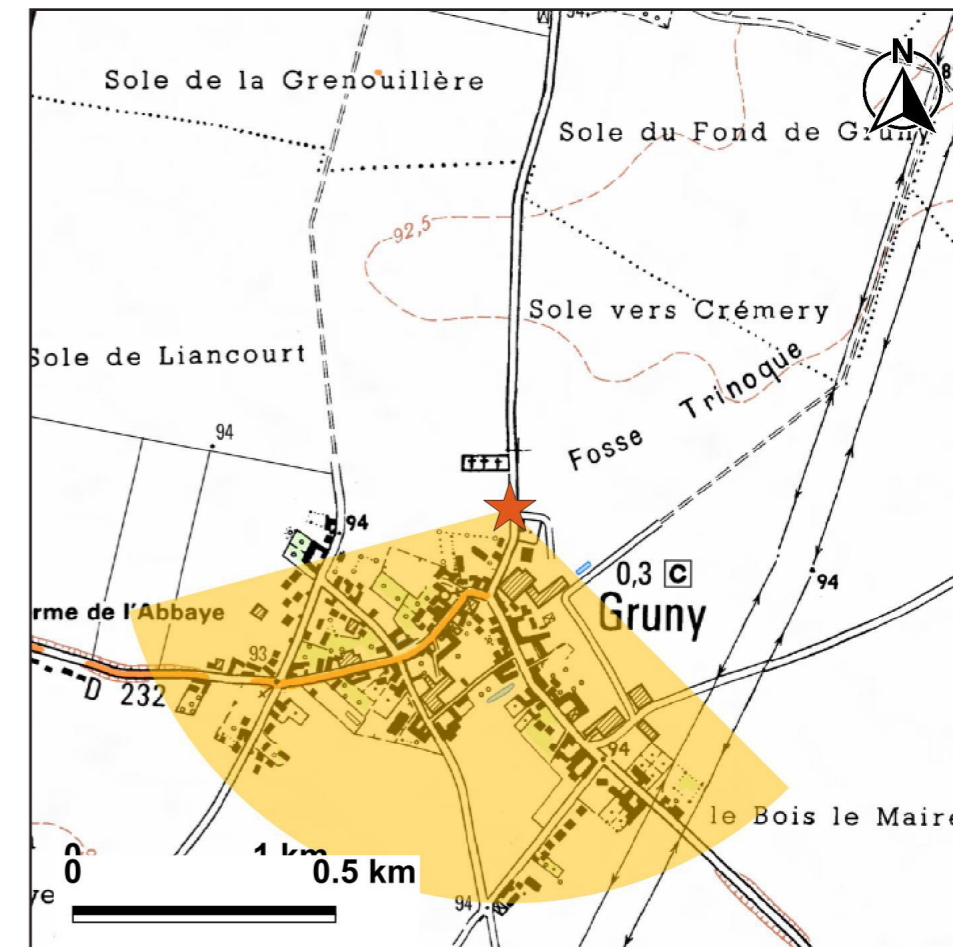 Sole de la Grenouillère
N
Sole du Fond de Gruny
92,5
Sole vers Crémery
Sole de Liancourt
Trinoque
Fosse
94
94
0,3 C
Gruny
94
rme de l'Abbaye
93
D 232
94
le Bois le Maire
0 1 km
0 0.5 km
ye
94